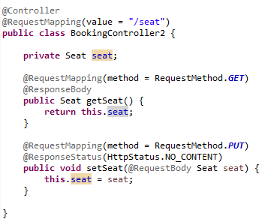 @Controller
@RequestMapping(value = "/seat")
public class BookingController2 {
private Seat seat;
@RequestMapping(method = RequestMethod.GET)
@ResponseBody
public Seat getSeat() {
return this.seat;
}
@RequestMapping(method = RequestMethod.PUT)
@ResponseStatus(HttpStatus.NO_CONTENT)
public void setSeat(@RequestBody Seat seat) {
this.seat = seat;
}
}